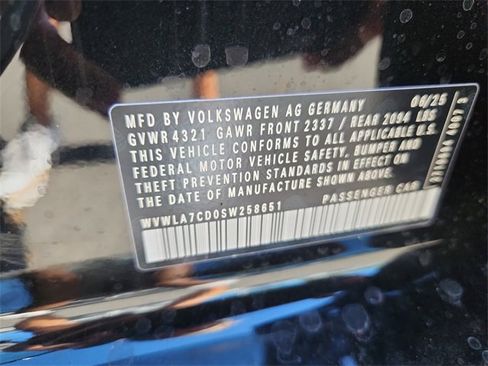 MFD BY VOLKSWAGEN AG GERMANY 06/25
GVWR 4321 GAWR FRONT 2337 / REAR 2094 LBS
THIS VEHICLE CONFORMS TO ALL APPLICABLE U.S.
FEDERAL MOTOR VEHICLE SAFETY, BUMPER AND
THEFT PREVENTION STANDARDS IN EFFECT ON THE
DATE OF MANUFACTURE SHOWN ABOVE.
WVWLA7CD0SW258651 PASSENGER CAR